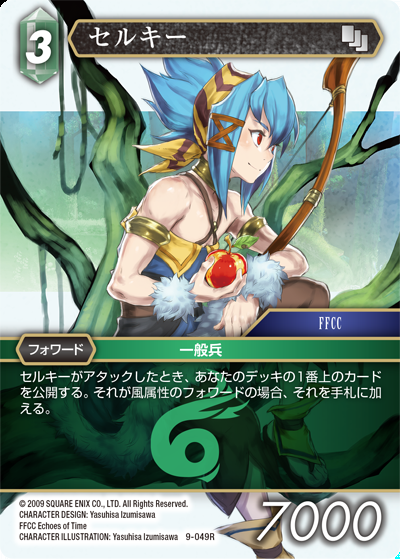 3
セルキー
FFCC
フォワード
一般兵
セルキーがアタックしたとき、あなたのデッキの1番上のカード
を公開する。それが風属性のフォワードの場合、それを手札に加
える。
© 2009 SQUARE ENIX CO., LTD. All Rights Reserved.
CHARACTER DESIGN: Yasuhisa Izumisawa
FFCC Echoes of Time
CHARACTER ILLUSTRATION: Yasuhisa Izumisawa 9-049R
7000